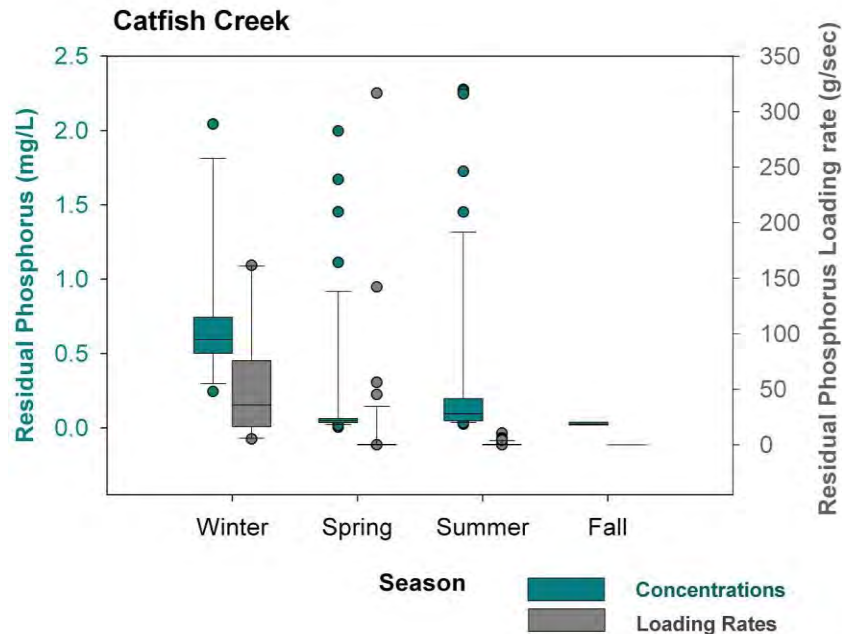 Catfish Creek
Residual Phosphorus (mg/L)
2.5
2.0
1.5
1.0
0.5
0.0
350
300
250
200
150
100
50
0
Residual Phosphorus Loading rate (g/sec)
Winter
Spring
Summer
Fall
Season
Concentrations
Loading Rates